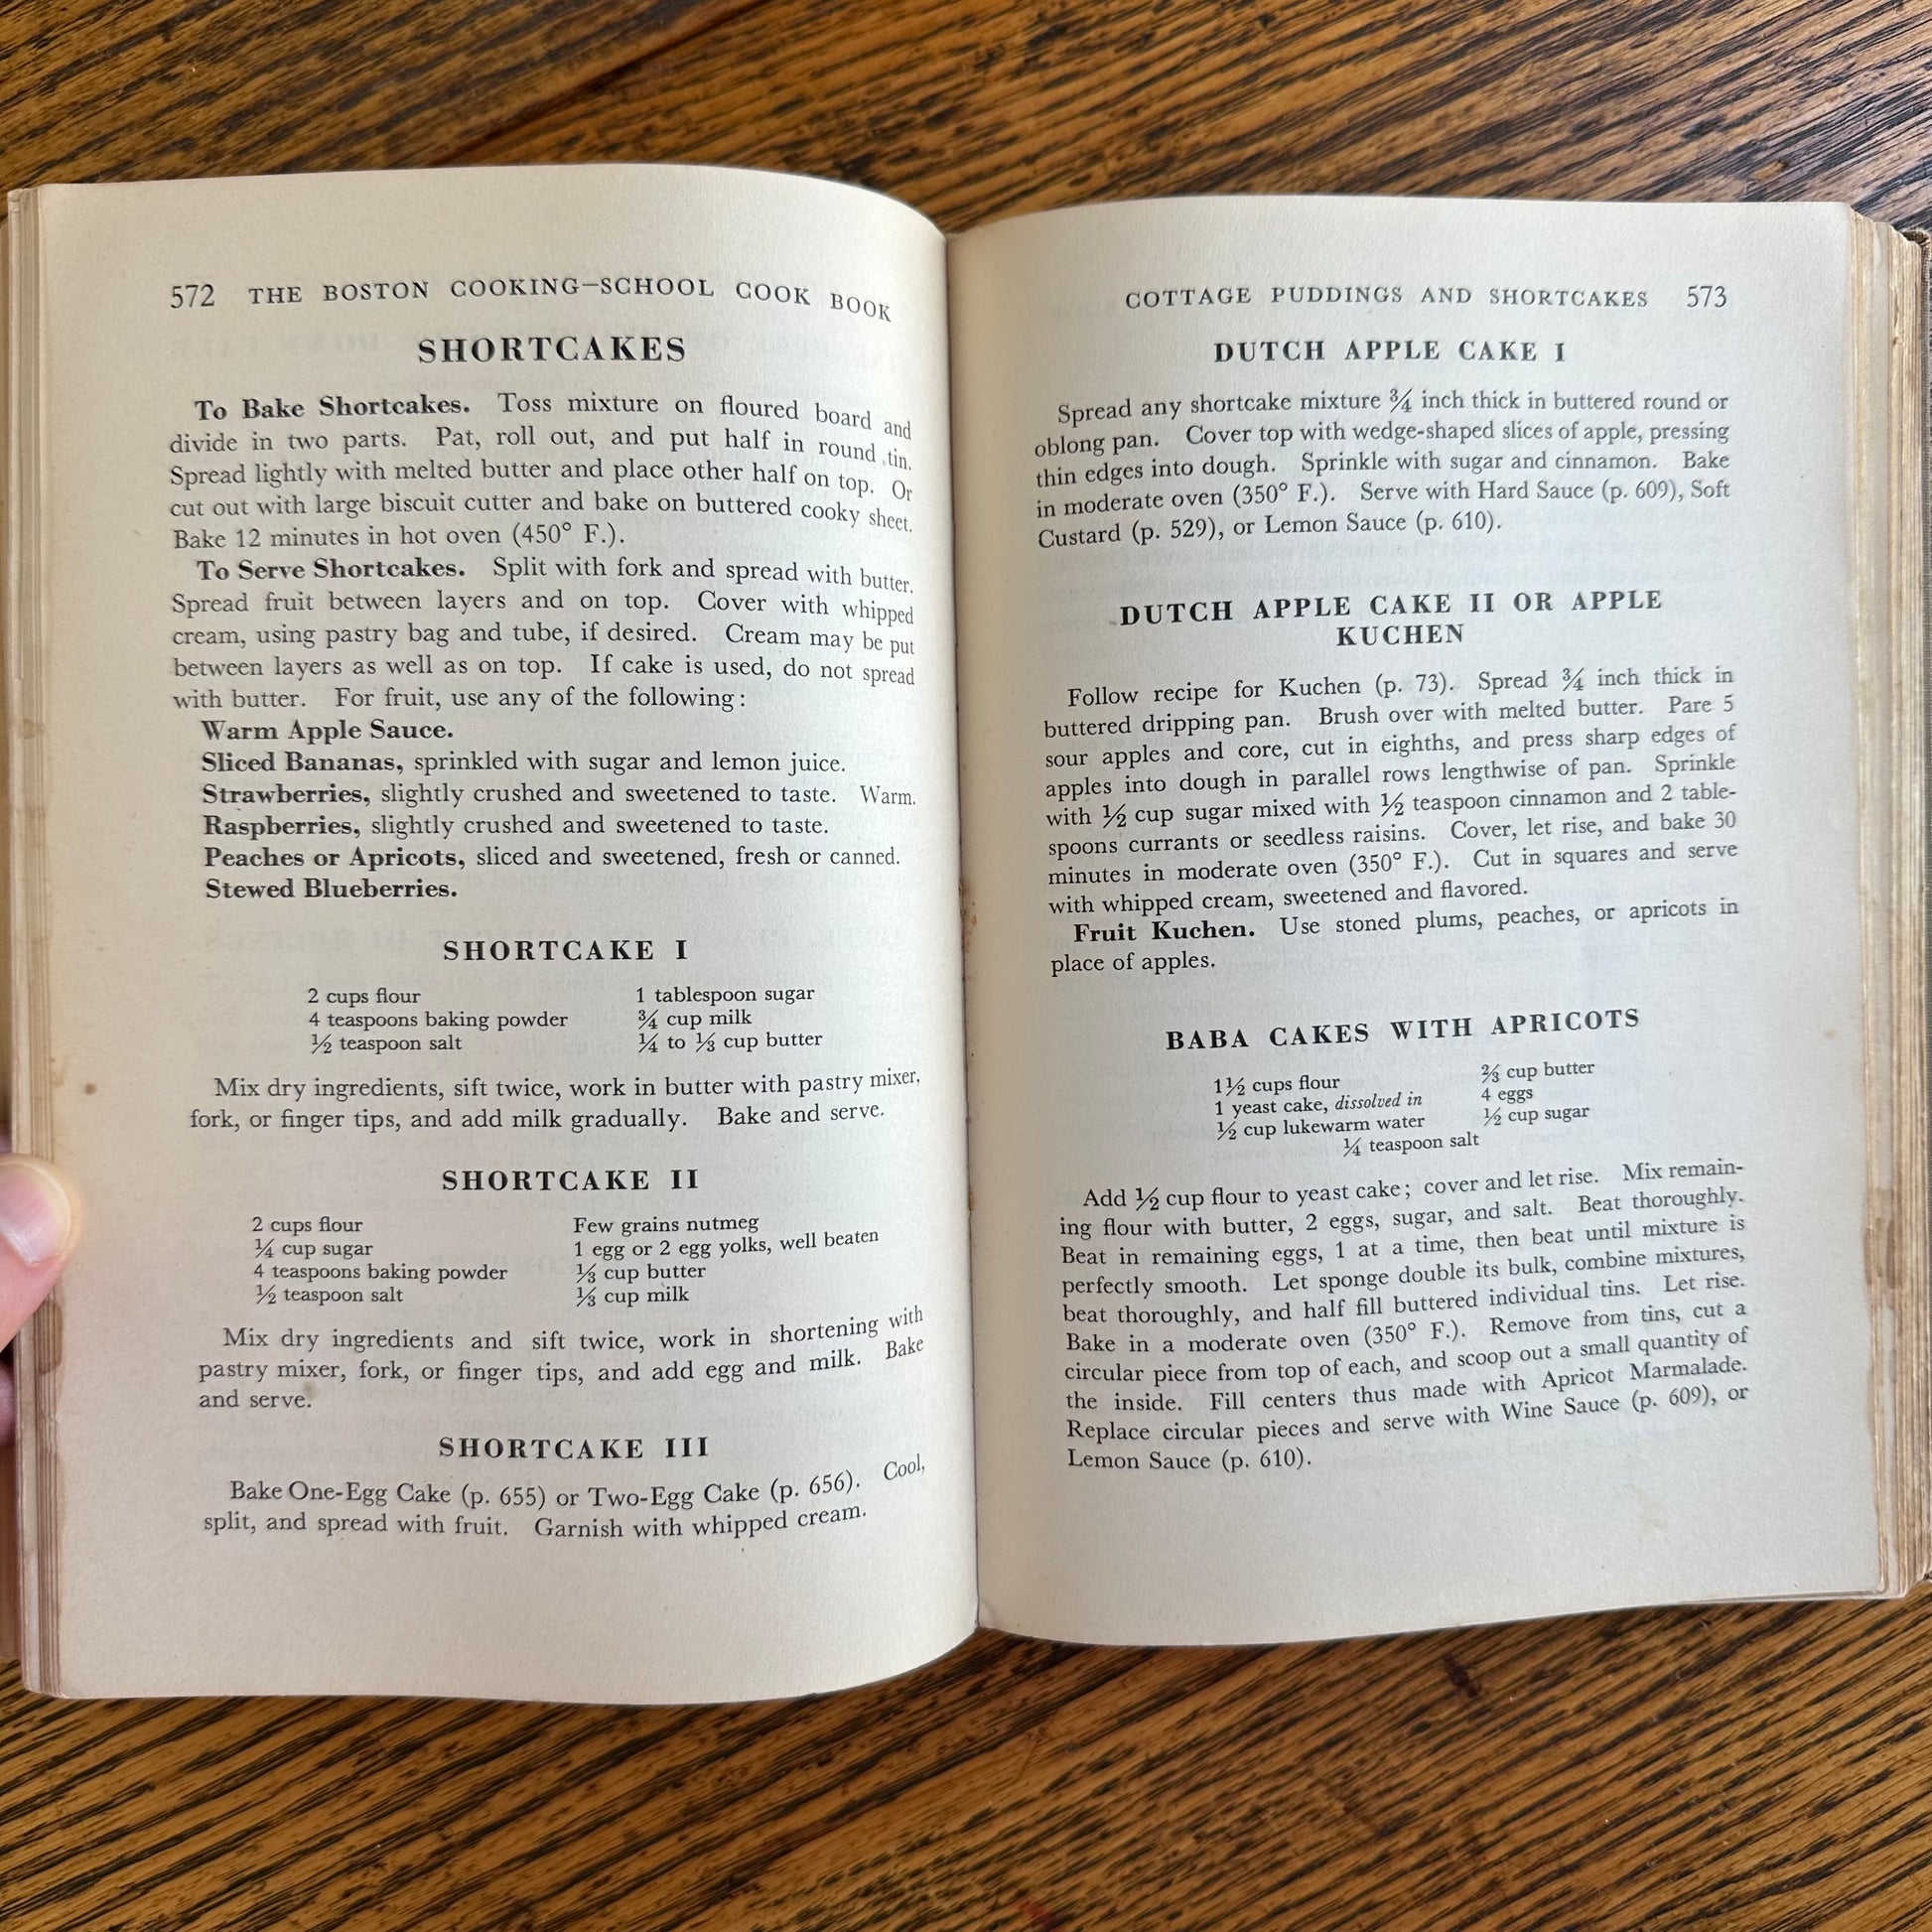 572 THE BOSTON COOKING–SCHOOL COOK BOOK
SHORTCAKES
To Bake Shortcakes. Toss mixture on floured board and
divide in two parts. Pat, roll out, and put half in round tin.
Spread lightly with melted butter and place other half on top. Or
cut out with large biscuit cutter and bake on buttered cooky sheet.
Bake 12 minutes in hot oven (450° F.).
To Serve Shortcakes. Split with fork and spread with butter.
Spread fruit between layers and on top. Cover with whipped
cream, using pastry bag and tube, if desired. Cream may be put
between layers as well as on top. If cake is used, do not spread
with butter. For fruit, use any of the following:
Warm Apple Sauce.
Sliced Bananas, sprinkled with sugar and lemon juice.
Strawberries, slightly crushed and sweetened to taste. Warm.
Raspberries, slightly crushed and sweetened to taste.
Peaches or Apricots, sliced and sweetened, fresh or canned.
Stewed Blueberries.
SHORTCAKE I
2 cups flour
4 teaspoons baking powder
½ teaspoon salt
1 tablespoon sugar
¾ cup milk
¼ to ⅓ cup butter
Mix dry ingredients, sift twice, work in butter with pastry mixer,
fork, or finger tips, and add milk gradually. Bake and serve.
SHORTCAKE II
2 cups flour
¼ cup sugar
4 teaspoons baking powder
½ teaspoon salt
Few grains nutmeg
1 egg or 2 egg yolks, well beaten
⅓ cup butter
⅓ cup milk
Mix dry ingredients and sift twice, work in shortening with
pastry mixer, fork, or finger tips, and add egg and milk. Bake
and serve.
SHORTCAKE III
Bake One-Egg Cake (p. 655) or Two-Egg Cake (p. 656). Cool,
split, and spread with fruit. Garnish with whipped cream.
COTTAGE PUDDINGS AND SHORTCAKES 573
DUTCH APPLE CAKE I
Spread any shortcake mixture ¾ inch thick in buttered round or
oblong pan. Cover top with wedge-shaped slices of apple, pressing
thin edges into dough. Sprinkle with sugar and cinnamon. Bake
in moderate oven (350° F.). Serve with Hard Sauce (p. 609), Soft
Custard (p. 529), or Lemon Sauce (p. 610).
DUTCH APPLE CAKE II OR APPLE
KUCHEN
Follow recipe for Kuchen (p. 73). Spread ¾ inch thick in
buttered dripping pan. Brush over with melted butter. Pare 5
sour apples and core, cut in eighths, and press sharp edges of
apples into dough in parallel rows lengthwise of pan. Sprinkle
with ½ cup sugar mixed with ½ teaspoon cinnamon and 2 table-
spoons currants or seedless raisins. Cover, let rise, and bake 30
minutes in moderate oven (350° F.). Cut in squares and serve
with whipped cream, sweetened and flavored.
Fruit Kuchen. Use stoned plums, peaches, or apricots in
place of apples.
BABA CAKES WITH APRICOTS
1½ cups flour
1 yeast cake, dissolved in
½ cup lukewarm water
⅔ cup butter
4 eggs
½ cup sugar
¼ teaspoon salt
Add ½ cup flour to yeast cake; cover and let rise. Mix remain-
ing flour with butter, 2 eggs, sugar, and salt. Beat thoroughly.
Beat in remaining eggs, 1 at a time, then beat until mixture is
perfectly smooth. Let sponge double its bulk, combine mixtures,
beat thoroughly, and half fill buttered individual tins. Let rise.
Bake in a moderate oven (350° F.). Remove from tins, cut a
circular piece from top of each, and scoop out a small quantity of
the inside. Fill centers thus made with Apricot Marmalade.
Replace circular pieces and serve with Wine Sauce (p. 609), or
Lemon Sauce (p. 610).